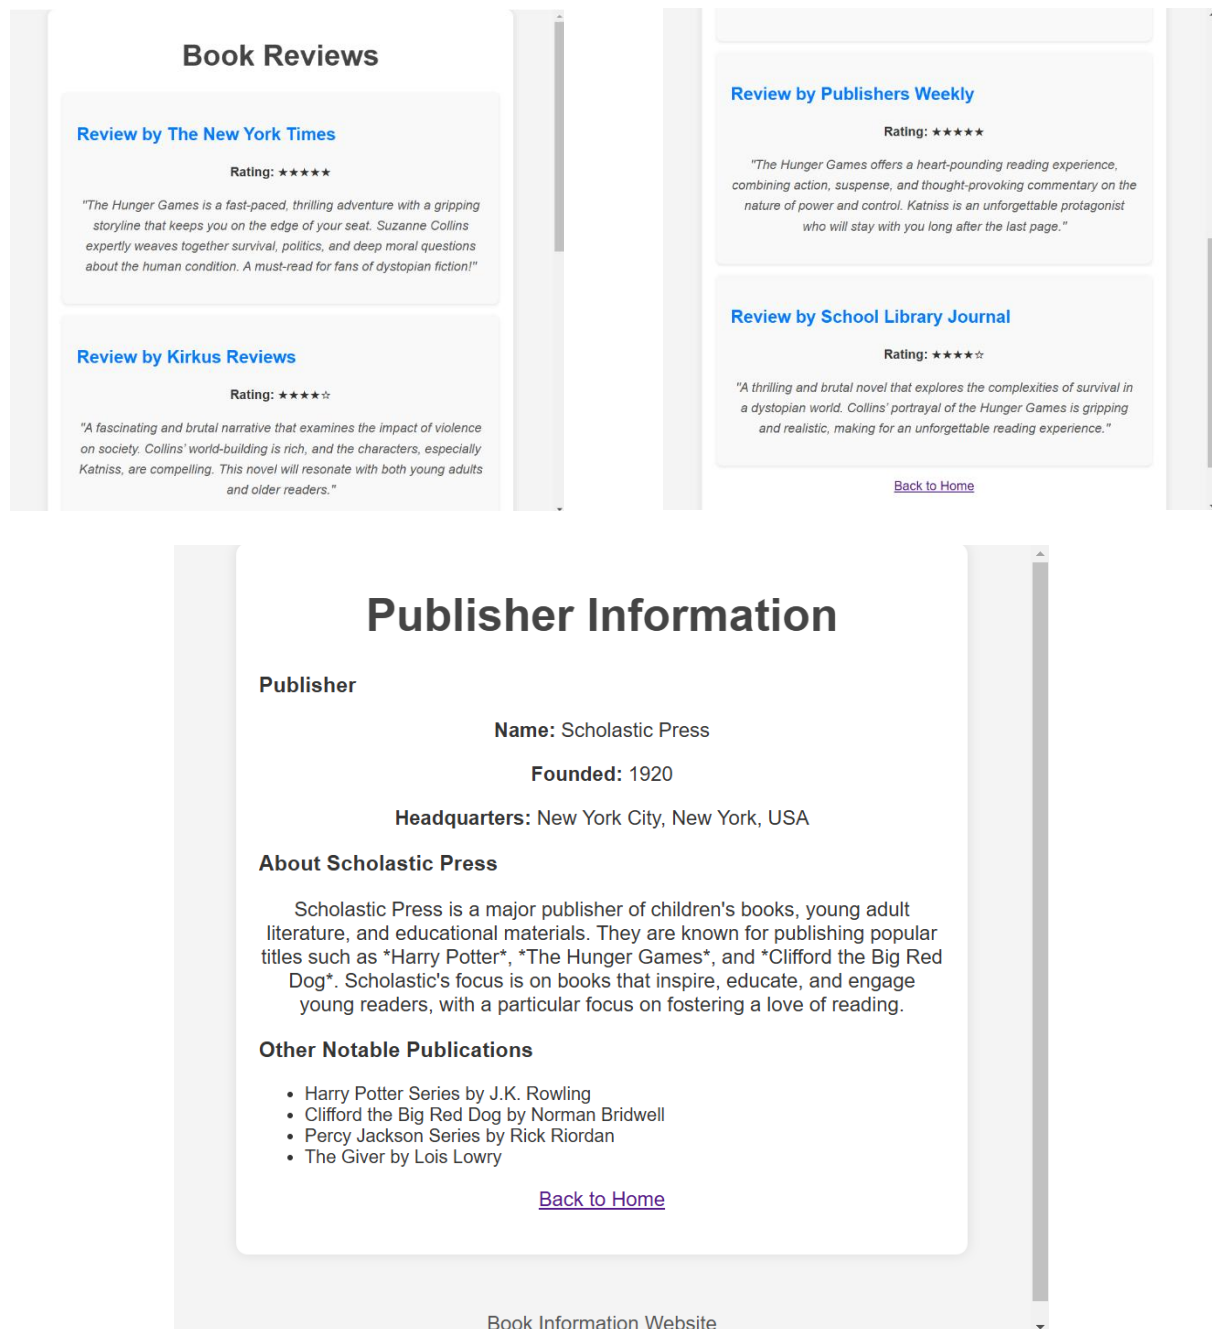 Book Reviews
Review by The New York Times
Rating: ★★★★★
"The Hunger Games is a fast-paced, thrilling adventure with a gripping
storyline that keeps you on the edge of your seat. Suzanne Collins
expertly weaves together survival, politics, and deep moral questions
about the human condition. A must-read for fans of dystopian fiction!"
Review by Kirkus Reviews
Rating: ★★★★☆
"A fascinating and brutal narrative that examines the impact of violence
on society. Collins' world-building is rich, and the characters, especially
Katniss, are compelling. This novel will resonate with both young adults
and older readers."
Review by Publishers Weekly
Rating: ★★★★★
"The Hunger Games offers a heart-pounding reading experience,
combining action, suspense, and thought-provoking commentary on the
nature of power and control. Katniss is an unforgettable protagonist
who will stay with you long after the last page."
Review by School Library Journal
Rating: ★★★★☆
"A thrilling and brutal novel that explores the complexities of survival in
a dystopian world. Collins' portrayal of the Hunger Games is gripping
and realistic, making for an unforgettable reading experience."
Back to Home
Publisher Information
Publisher
Name: Scholastic Press
Founded: 1920
Headquarters: New York City, New York, USA
About Scholastic Press
Scholastic Press is a major publisher of children's books, young adult
literature, and educational materials. They are known for publishing popular
titles such as *Harry Potter*, *The Hunger Games*, and *Clifford the Big Red
Dog*. Scholastic's focus is on books that inspire, educate, and engage
young readers, with a particular focus on fostering a love of reading.
Other Notable Publications
• Harry Potter Series by J.K. Rowling
• Clifford the Big Red Dog by Norman Bridwell
• Percy Jackson Series by Rick Riordan
• The Giver by Lois Lowry
Back to Home
Book Information Website